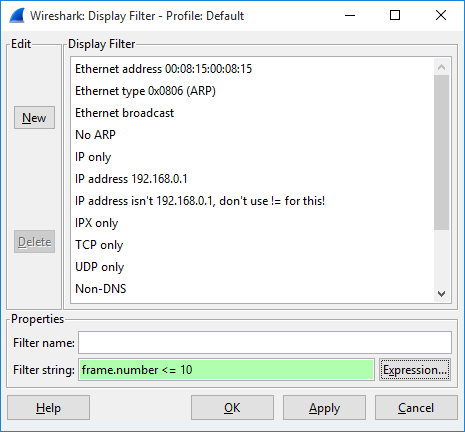 Wireshark: Display Filter - Profile: Default
Edit
Display Filter
New
Delete
Ethernet address 00:08:15:00:08:15
Ethernet type 0x0806 (ARP)
Ethernet broadcast
No ARP
IP only
IP address 192.168.0.1
IP address isn't 192.168.0.1, don't use != for this!
IPX only
TCP only
UDP only
Non-DNS
Properties
Filter name:
Filter string: frame.number <= 10 Expression...
Help OK Apply Cancel